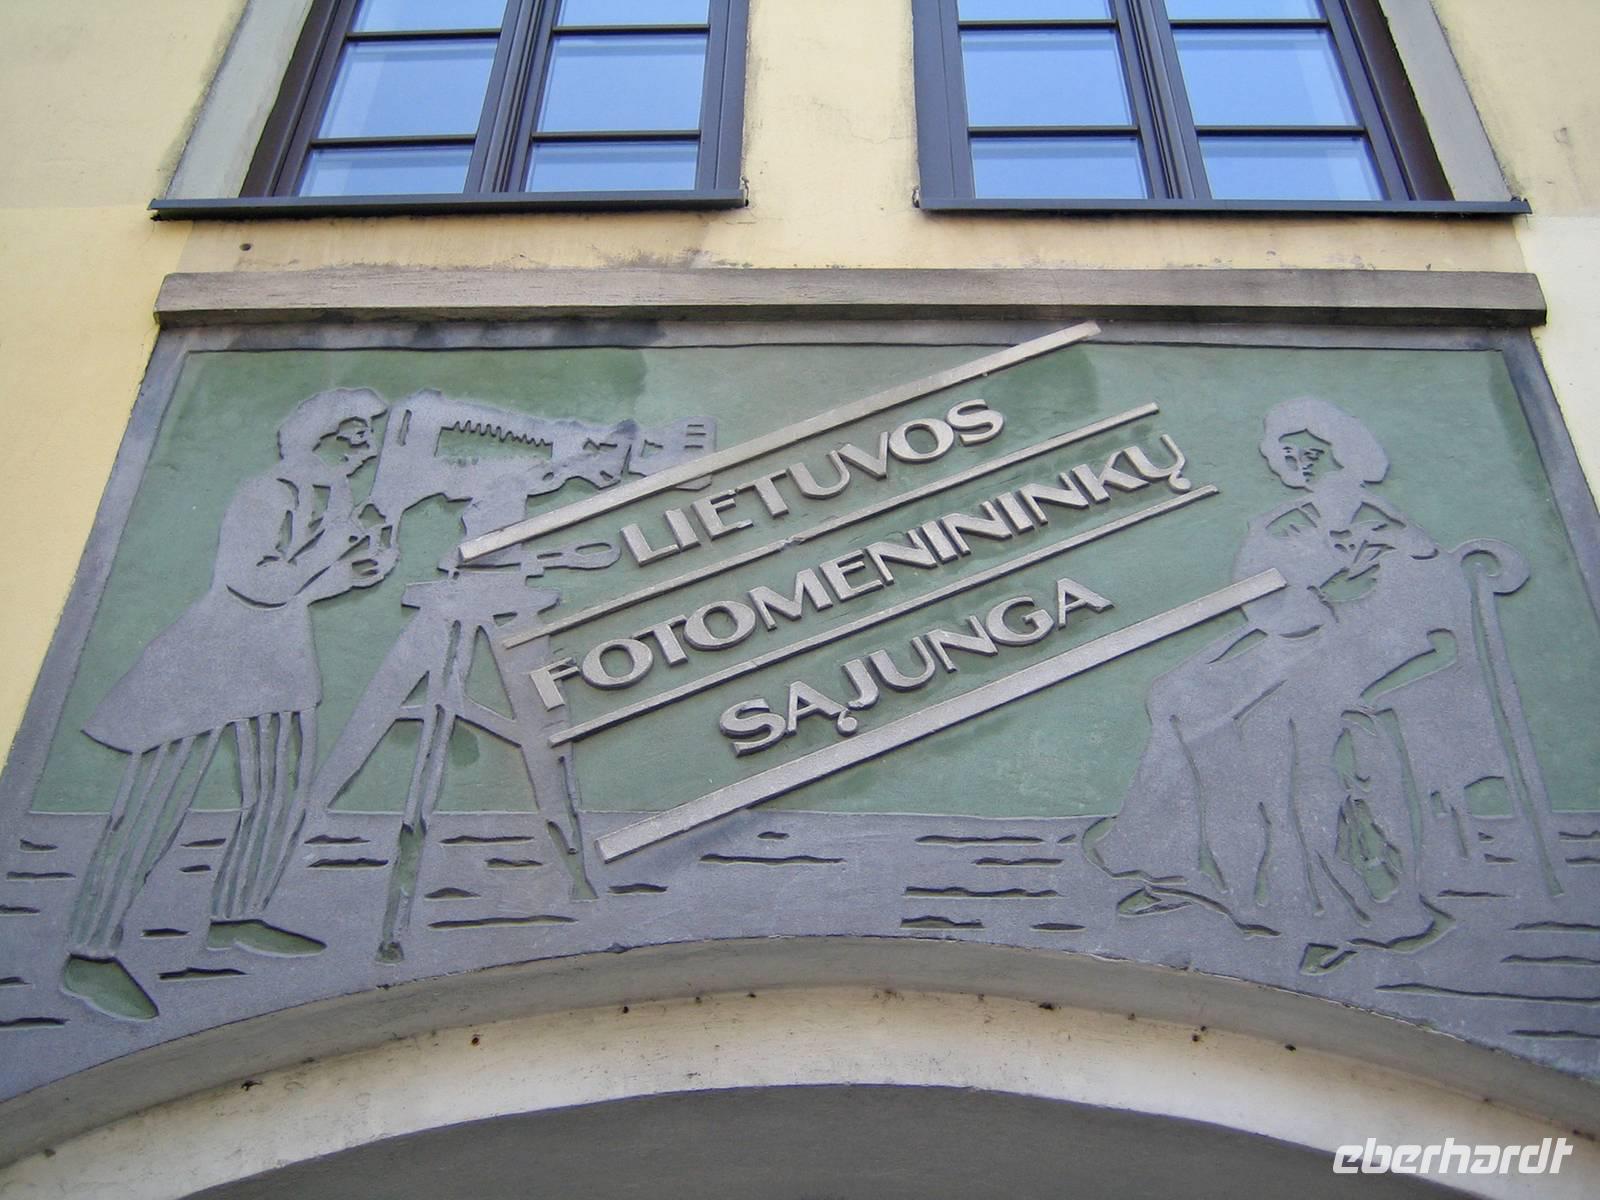 LIETUVOS
FOTOMENININKŲ
SĄJUNGA
eberhardt